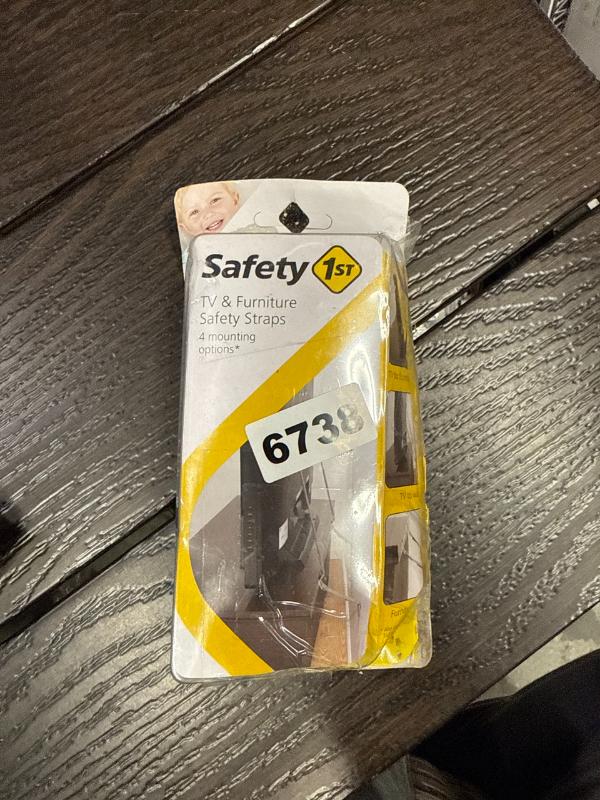 Safety 1ST
TV & Furniture
Safety Straps
4 mounting
options*
6738